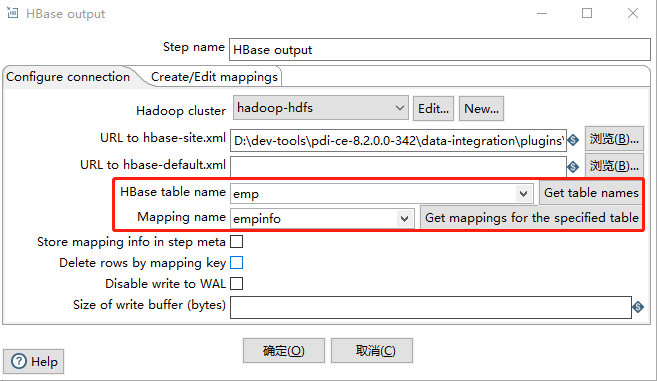 HBase output
Step name HBase output
Configure connection Create/Edit mappings
Hadoop cluster hadoop-hdfs Edit... New...
URL to hbase-site.xml D:\dev-tools\pdi-ce-8.2.0.0-342\data-integration\plugins\ 浏览(B)...
URL to hbase-default.xml 浏览(B)...
HBase table name emp Get table names
Mapping name empinfo Get mappings for the specified table
Store mapping info in step meta
Delete rows by mapping key
Disable write to WAL
Size of write buffer (bytes)
确定(O) 取消(C)
Help